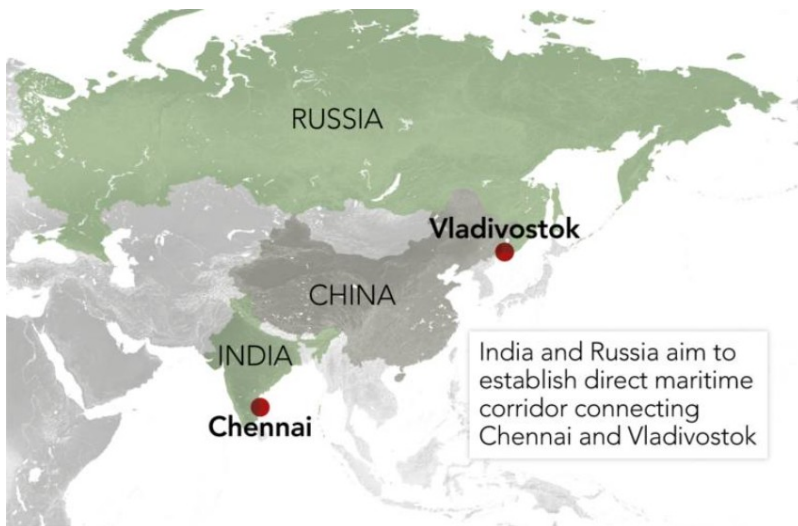 RUSSIA
Vladivostok
CHINA
INDIA
Chennai
India and Russia aim to
establish direct maritime
corridor connecting
Chennai and Vladivostok